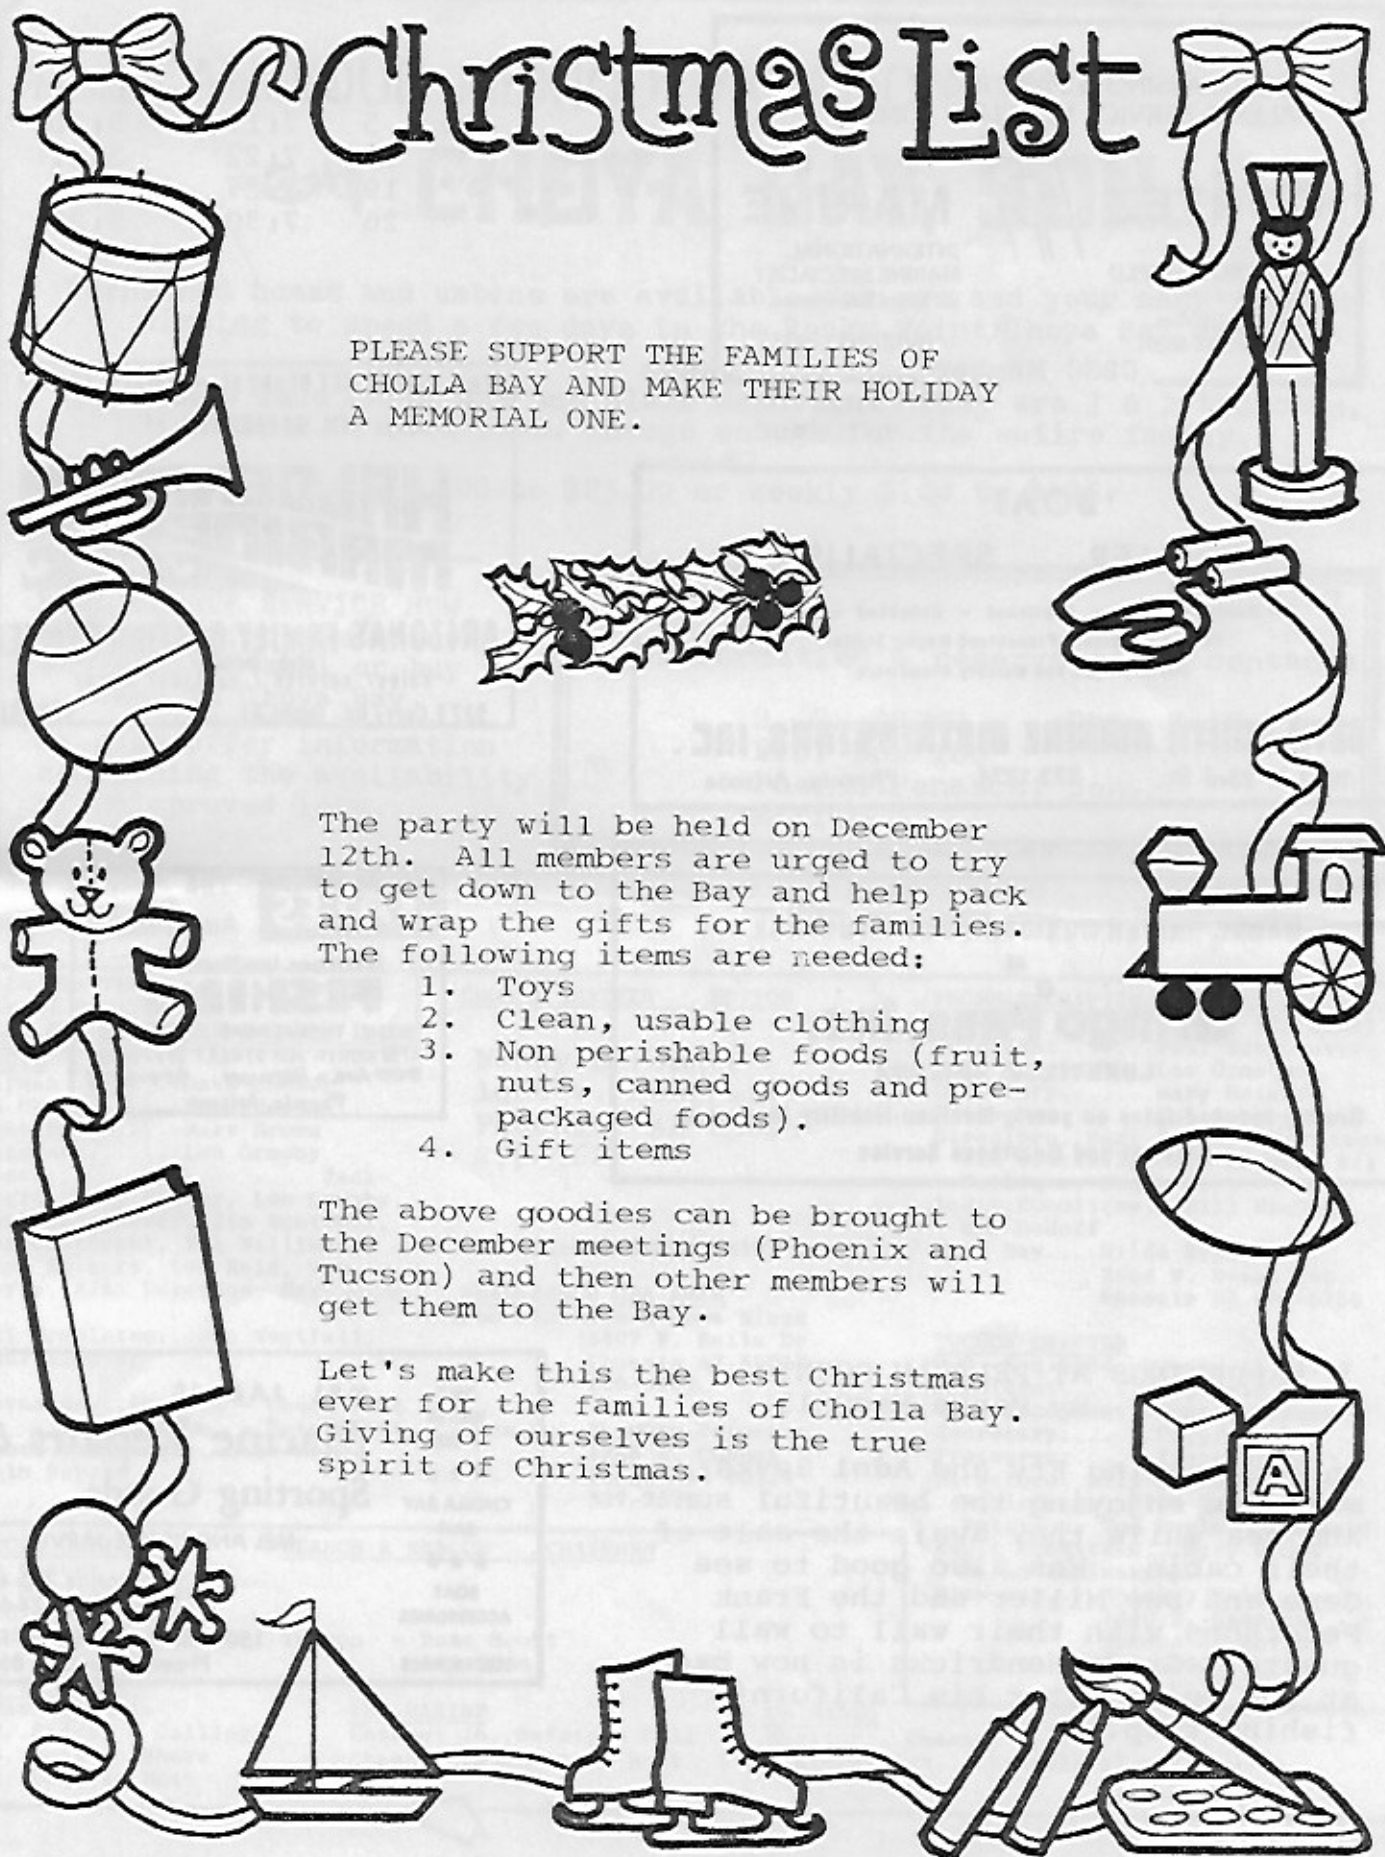 Christmas List
PLEASE SUPPORT THE FAMILIES OF
CHOLLA BAY AND MAKE THEIR HOLIDAY
A MEMORIAL ONE.
The party will be held on December
12th. All members are urged to try
to get down to the Bay and help pack
and wrap the gifts for the families.
The following items are needed:
1. Toys
2. Clean, usable clothing
3. Non perishable foods (fruit,
nuts, canned goods and pre-
packaged foods).
4. Gift items
The above goodies can be brought to
the December meetings (Phoenix and
Tucson) and then other members will
get them to the Bay.
Let's make this the best Christmas
ever for the families of Cholla Bay.
Giving of ourselves is the true
spirit of Christmas.
A